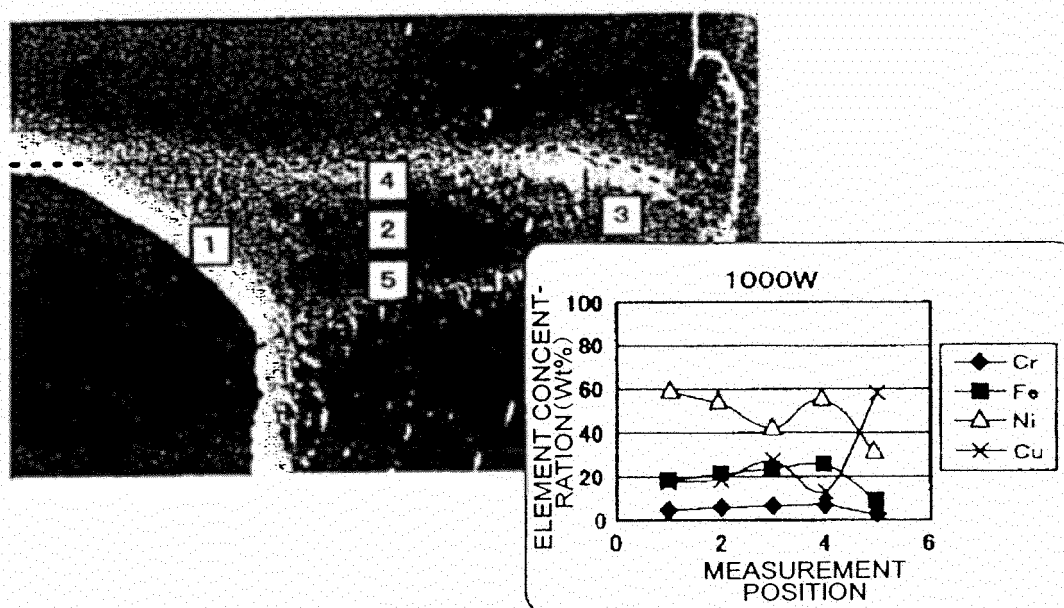 4
2
3
1
5
1000W
ELEMENT CONCENT-
RATION(Wt%)
100
80
60
40
20
0
0 2 4 6
MEASUREMENT
POSITION
Cr
Fe
Ni
Cu